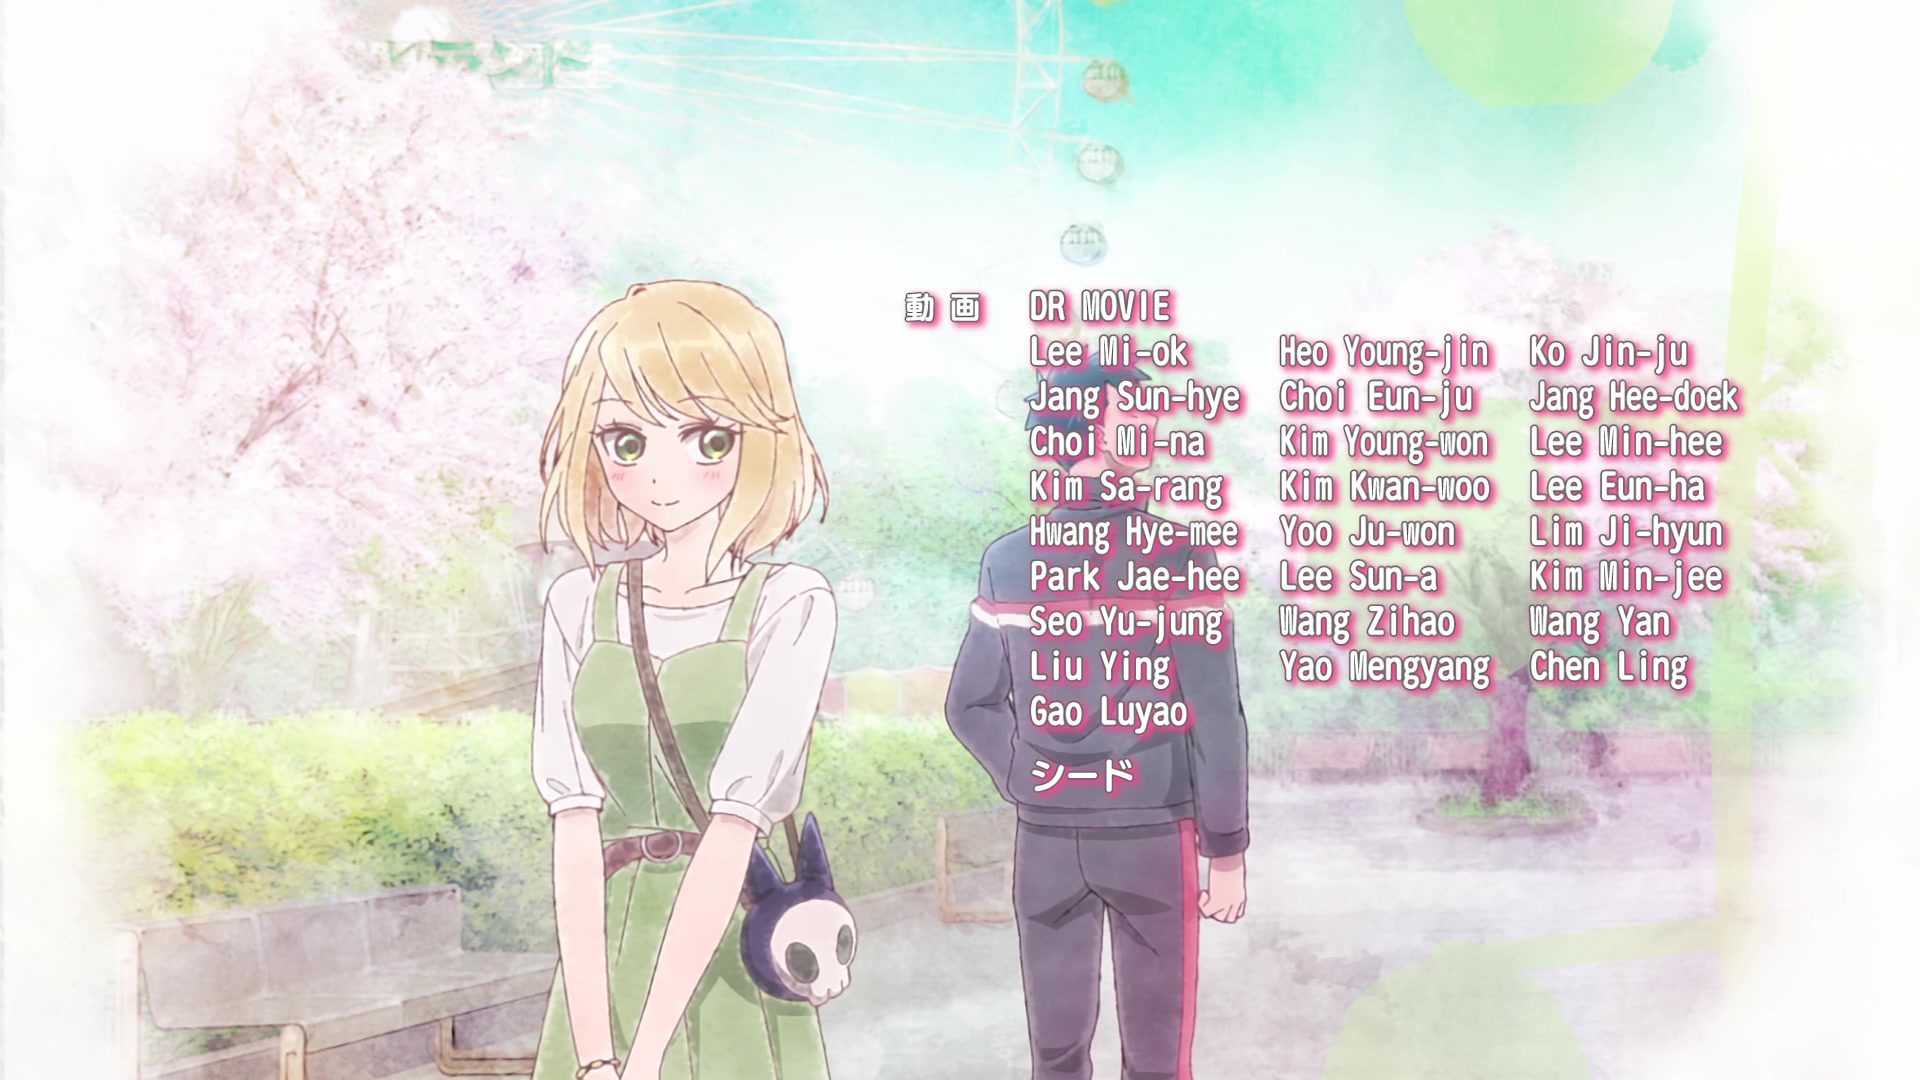 ランド
動画 DR MOVIE
Lee Mi-ok Heo Young-jin Ko Jin-ju
Jang Sun-hye Choi Eun-ju Jang Hee-doek
Choi Mi-na Kim Young-won Lee Min-hee
Kim Sa-rang Kim Kwan-woo Lee Eun-ha
Hwang Hye-mee Yoo Ju-won Lim Ji-hyun
Park Jae-hee Lee Sun-a Kim Min-jee
Seo Yu-jung Wang Zihao Wang Yan
Liu Ying Yao Mengyang Chen Ling
Gao Luyao
シード